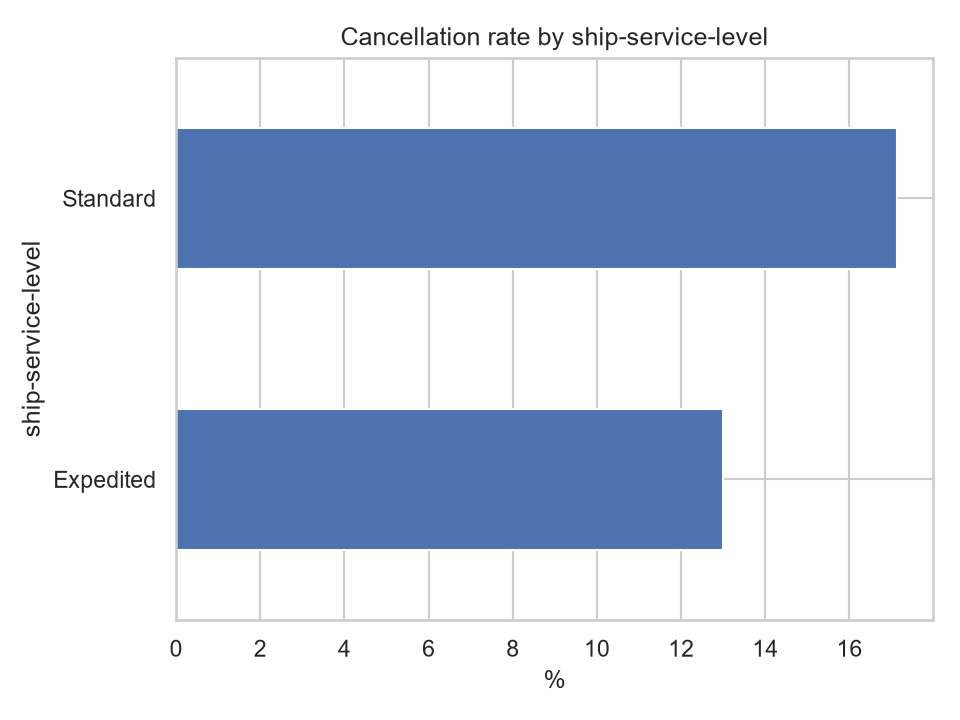 Cancellation rate by ship-service-level
ship-service-level
Standard
Expedited
0 2 4 6 8 10 12 14 16
%